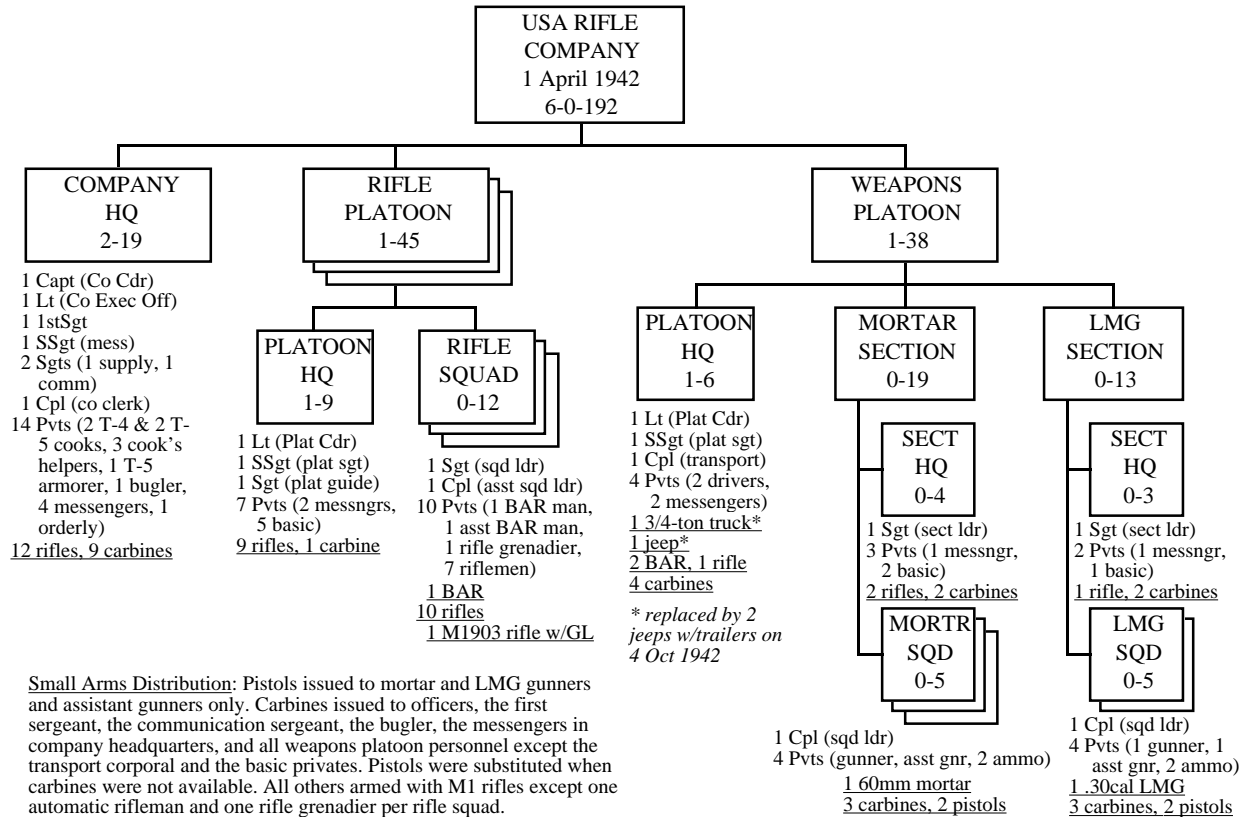 USA RIFLE
COMPANY
1 April 1942
6-0-192
COMPANY
HQ
2-19
1 Capt (Co Cdr)
1 Lt (Co Exec Off)
1 1stSgt
1 SSgt (mess)
2 Sgts (1 supply, 1
comm)
1 Cpl (co clerk)
14 Pvts (2 T-4 & 2 T-
5 cooks, 3 cook's
helpers, 1 T-5
armorer, 1 bugler,
4 messengers, 1
orderly)
12 rifles, 9 carbines
RIFLE
PLATOON
1-45
PLATOON
HQ
1-9
1 Lt (Plat Cdr)
1 SSgt (plat sgt)
1 Sgt (plat guide)
7 Pvts (2 messngrs,
5 basic)
9 rifles, 1 carbine
RIFLE
SQUAD
0-12
1 Sgt (sqd ldr)
1 Cpl (asst sqd ldr)
10 Pvts (1 BAR man,
1 asst BAR man,
1 rifle grenadier,
7 riflemen)
1 BAR
10 rifles
1 M1903 rifle w/GL
WEAPONS
PLATOON
1-38
PLATOON
HQ
1-6
1 Lt (Plat Cdr)
1 SSgt (plat sgt)
1 Cpl (transport)
4 Pvts (2 drivers,
2 messengers)
1 3/4-ton truck*
1 jeep*
2 BAR, 1 rifle
4 carbines
* replaced by 2
jeeps w/trailers on
4 Oct 1942
MORTAR
SECTION
0-19
SECT
HQ
0-4
1 Sgt (sect ldr)
3 Pvts (1 messngr,
2 basic)
2 rifles, 2 carbines
MORTR
SQD
0-5
1 Cpl (sqd ldr)
4 Pvts (gunner, asst gnr, 2 ammo)
1 60mm mortar
3 carbines, 2 pistols
LMG
SECTION
0-13
SECT
HQ
0-3
1 Sgt (sect ldr)
2 Pvts (1 messngr,
1 basic)
1 rifle, 2 carbines
LMG
SQD
0-5
1 Cpl (sqd ldr)
4 Pvts (1 gunner, 1
asst gnr, 2 ammo)
1 .30cal LMG
3 carbines, 2 pistols
Small Arms Distribution: Pistols issued to mortar and LMG gunners
and assistant gunners only. Carbines issued to officers, the first
sergeant, the communication sergeant, the bugler, the messengers in
company headquarters, and all weapons platoon personnel except the
transport corporal and the basic privates. Pistols were substituted when
carbines were not available. All others armed with M1 rifles except one
automatic rifleman and one rifle grenadier per rifle squad.